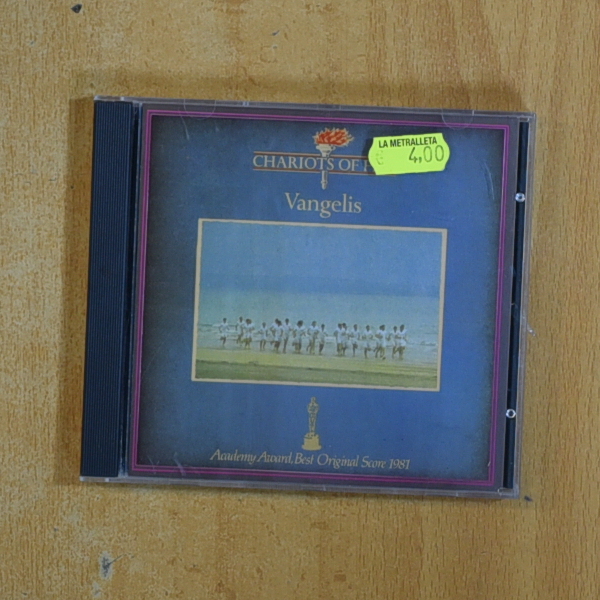 LA METRALLETA
4,00
CHARIOTS OF F
Vangelis
Academy Award, Best Original Score 1981